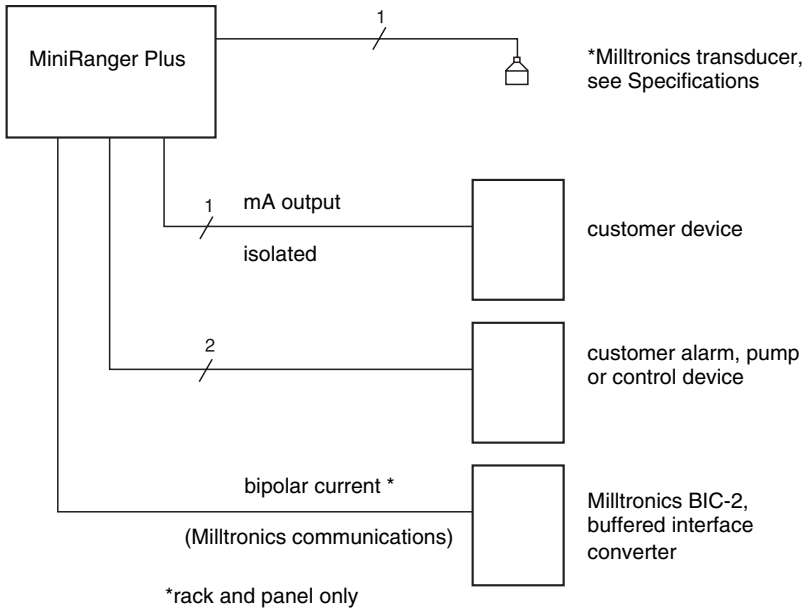 1
MiniRanger Plus
*Milltronics transducer,
see Specifications
1
mA output
isolated
customer device
2
customer alarm, pump
or control device
bipolar current *
(Milltronics communications)
Milltronics BIC-2,
buffered interface
converter
*rack and panel only